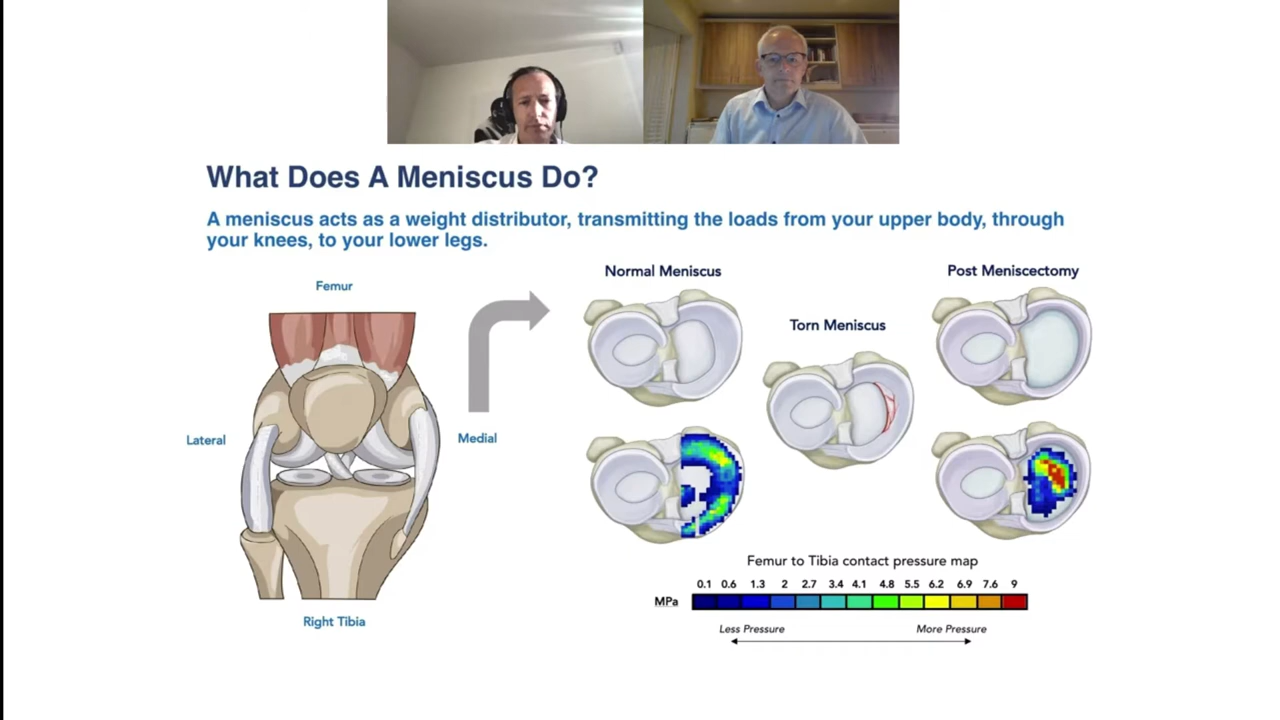 What Does A Meniscus Do?
A meniscus acts as a weight distributor, transmitting the loads from your upper body, through
your knees, to your lower legs.
Femur
Lateral
Medial
Right Tibia
Normal Meniscus
Torn Meniscus
Post Meniscectomy
Femur to Tibia contact pressure map
0.1 0.6 1.3 2 2.7 3.4 4.1 4.8 5.5 6.2 6.9 7.6 9
MPa
Less Pressure More Pressure